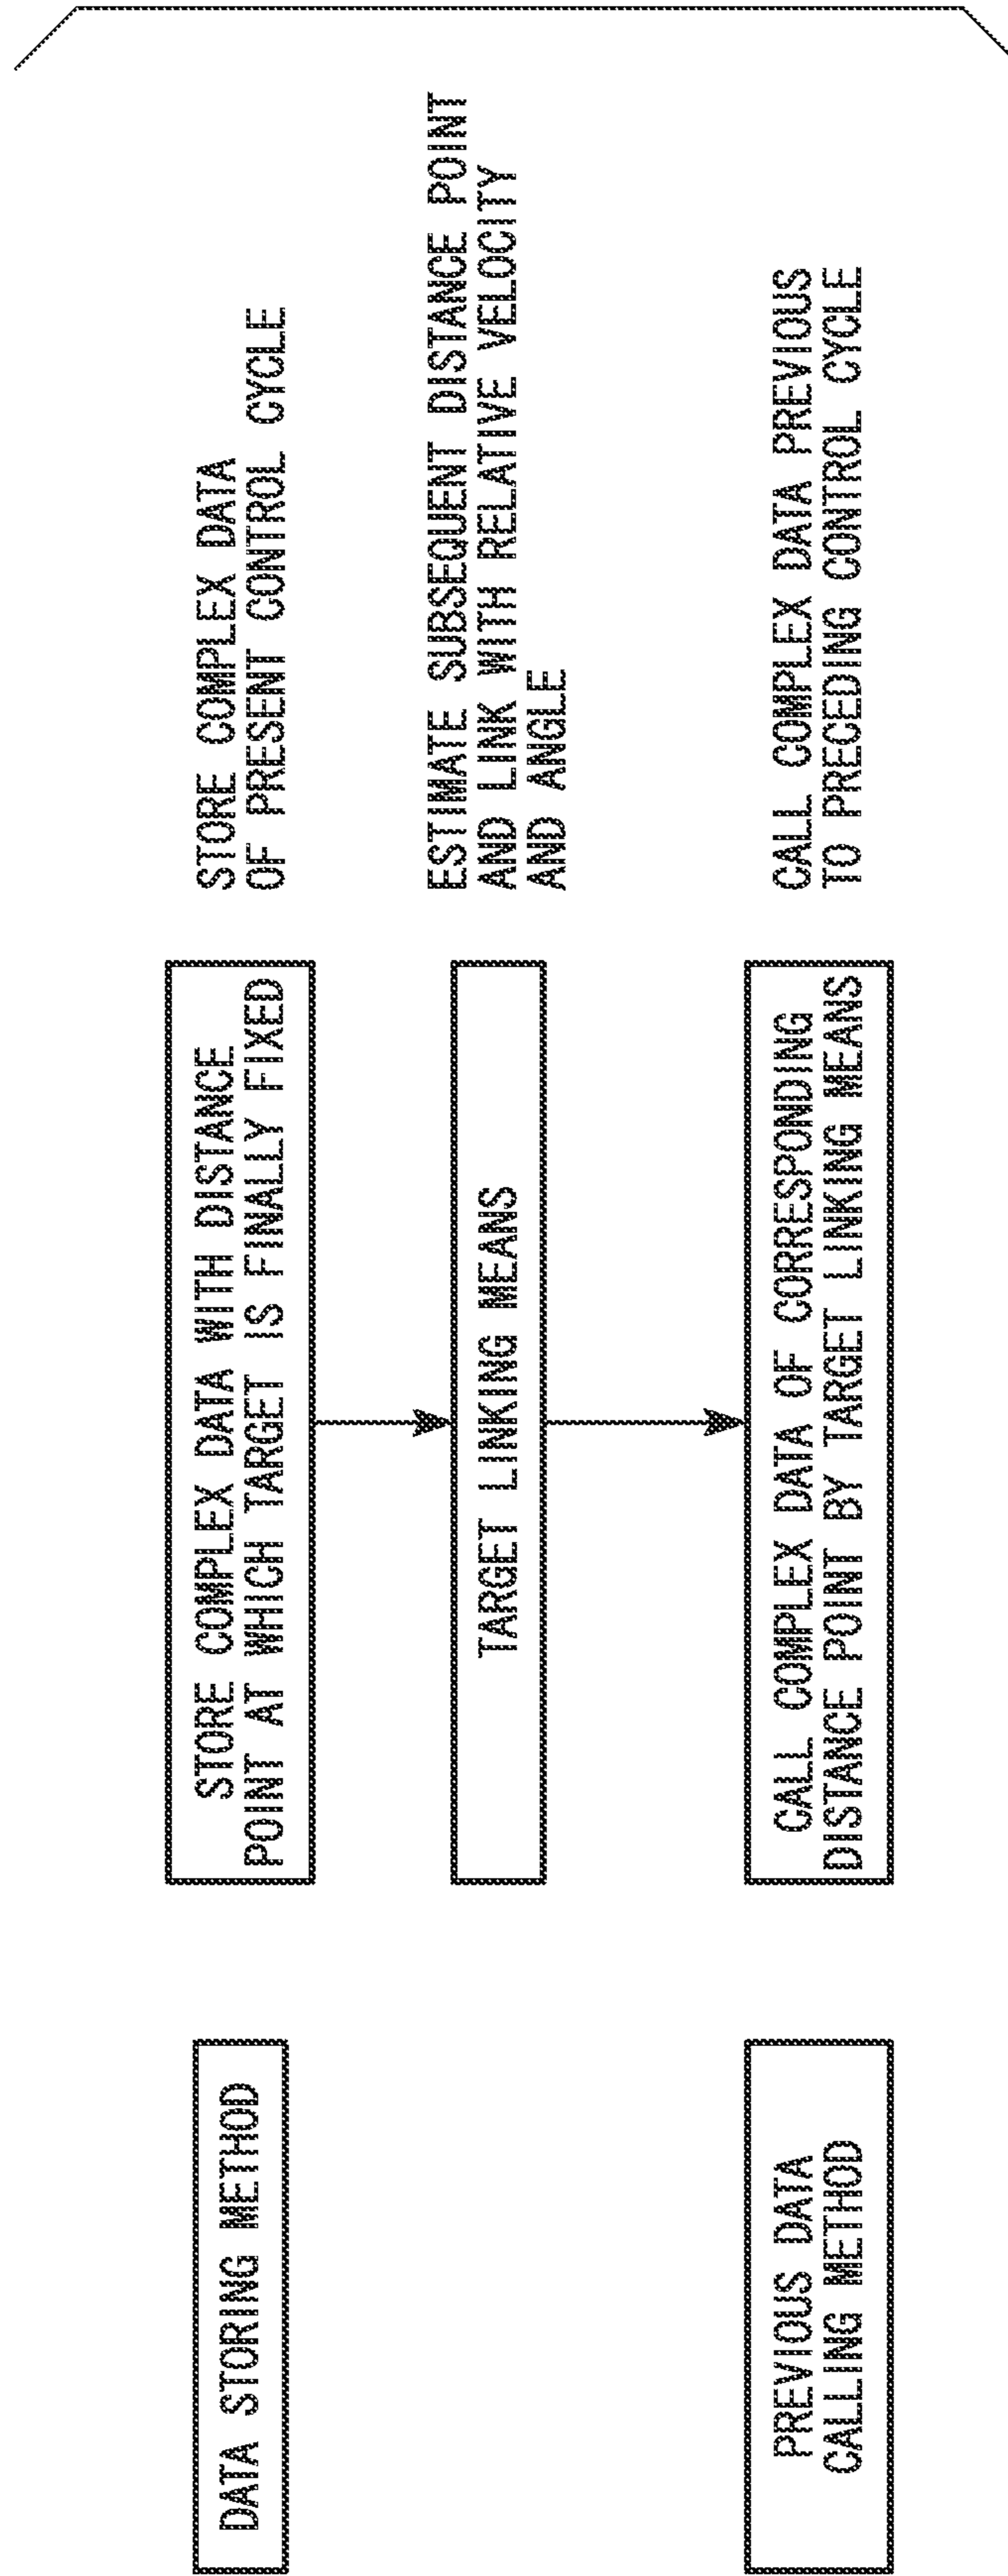 DATA STORING METHOD
STORE COMPLEX DATA WITH DISTANCE
POINT AT WHICH TARGET IS FINALLY FIXED
STORE COMPLEX DATA
OF PRESENT CONTROL CYCLE
TARGET LINKING MEANS
ESTIMATE SUBSEQUENT DISTANCE POINT
AND LINK WITH RELATIVE VELOCITY
AND ANGLE
PREVIOUS DATA
CALLING METHOD
CALL COMPLEX DATA OF CORRESPONDING
DISTANCE POINT BY TARGET LINKING MEANS
CALL COMPLEX DATA PREVIOUS
TO PRECEDING CONTROL CYCLE